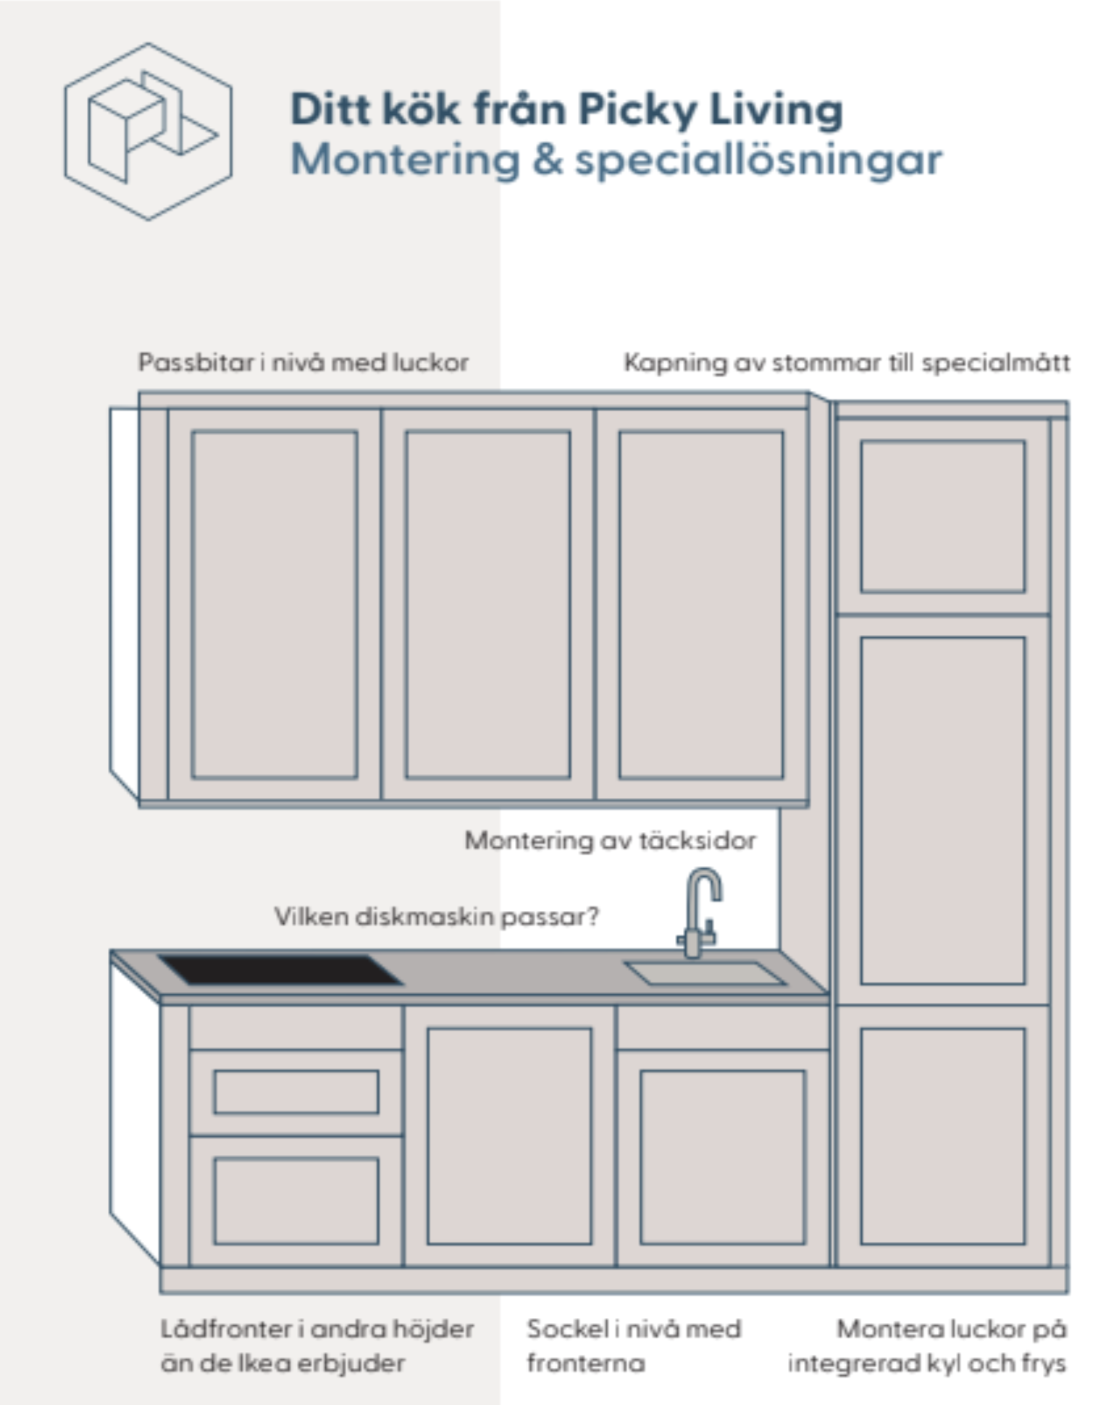 Ditt kök från Picky Living
Montering & speciallösningar
Passbitar i nivå med luckor
Kapning av stommar till specialmått
Montering av täcksidor
Vilken diskmaskin passar?
Lådfronter i andra höjder
än de Ikea erbjuder
Sockel i nivå med
fronterna
Montera luckor på
integrerad kyl och frys